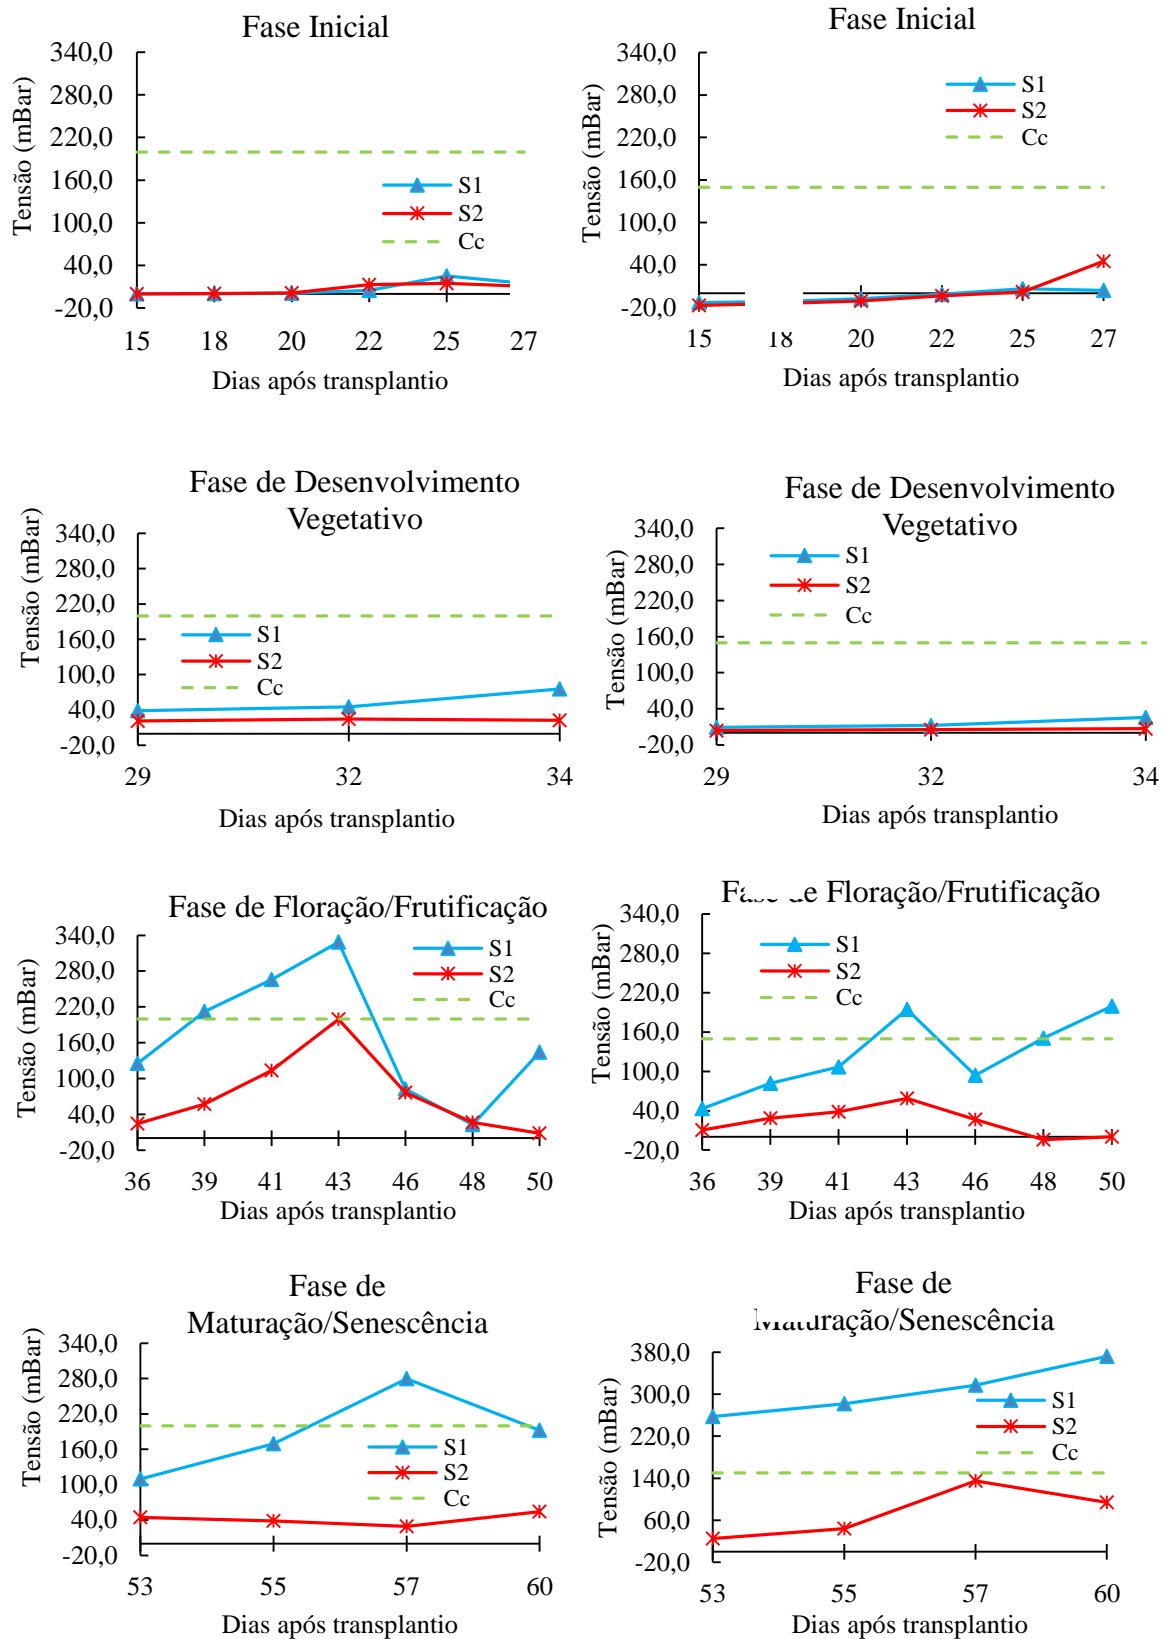 Fase Inicial
Tensão (mBar)
340,0
280,0
220,0
160,0
100,0
40,0
-20,0
S1
S2
Cc
15 18 20 22 25 27
Dias após transplantio
Fase Inicial
Tensão (mBar)
340,0
280,0
220,0
160,0
100,0
40,0
-20,0
S1
S2
Cc
15 18 20 22 25 27
Dias após transplantio
Fase de Desenvolvimento
Vegetativo
Tensão (mBar)
340,0
280,0
220,0
160,0
100,0
40,0
-20,0
S1
S2
Cc
29 32 34
Dias após transplantio
Fase de Desenvolvimento
Vegetativo
Tensão (mBar)
340,0
280,0
220,0
160,0
100,0
40,0
-20,0
S1
S2
Cc
29 32 34
Dias após transplantio
Fase de Floração/Frutificação
Tensão (mBar)
340,0
280,0
220,0
160,0
100,0
40,0
-20,0
S1
S2
Cc
36 39 41 43 46 48 50
Dias após transplantio
Fase de Floração/Frutificação
Tensão (mBar)
340,0
280,0
220,0
160,0
100,0
40,0
-20,0
S1
S2
Cc
36 39 41 43 46 48 50
Dias após transplantio
Fase de
Maturação/Senescência
Tensão (mBar)
340,0
280,0
220,0
160,0
100,0
40,0
-20,0
S1
S2
Cc
53 55 57 60
Dias após transplantio
Fase de
Maturação/Senescência
Tensão (mBar)
380,0
300,0
220,0
140,0
60,0
-20,0
S1
S2
Cc
53 55 57 60
Dias após transplantio